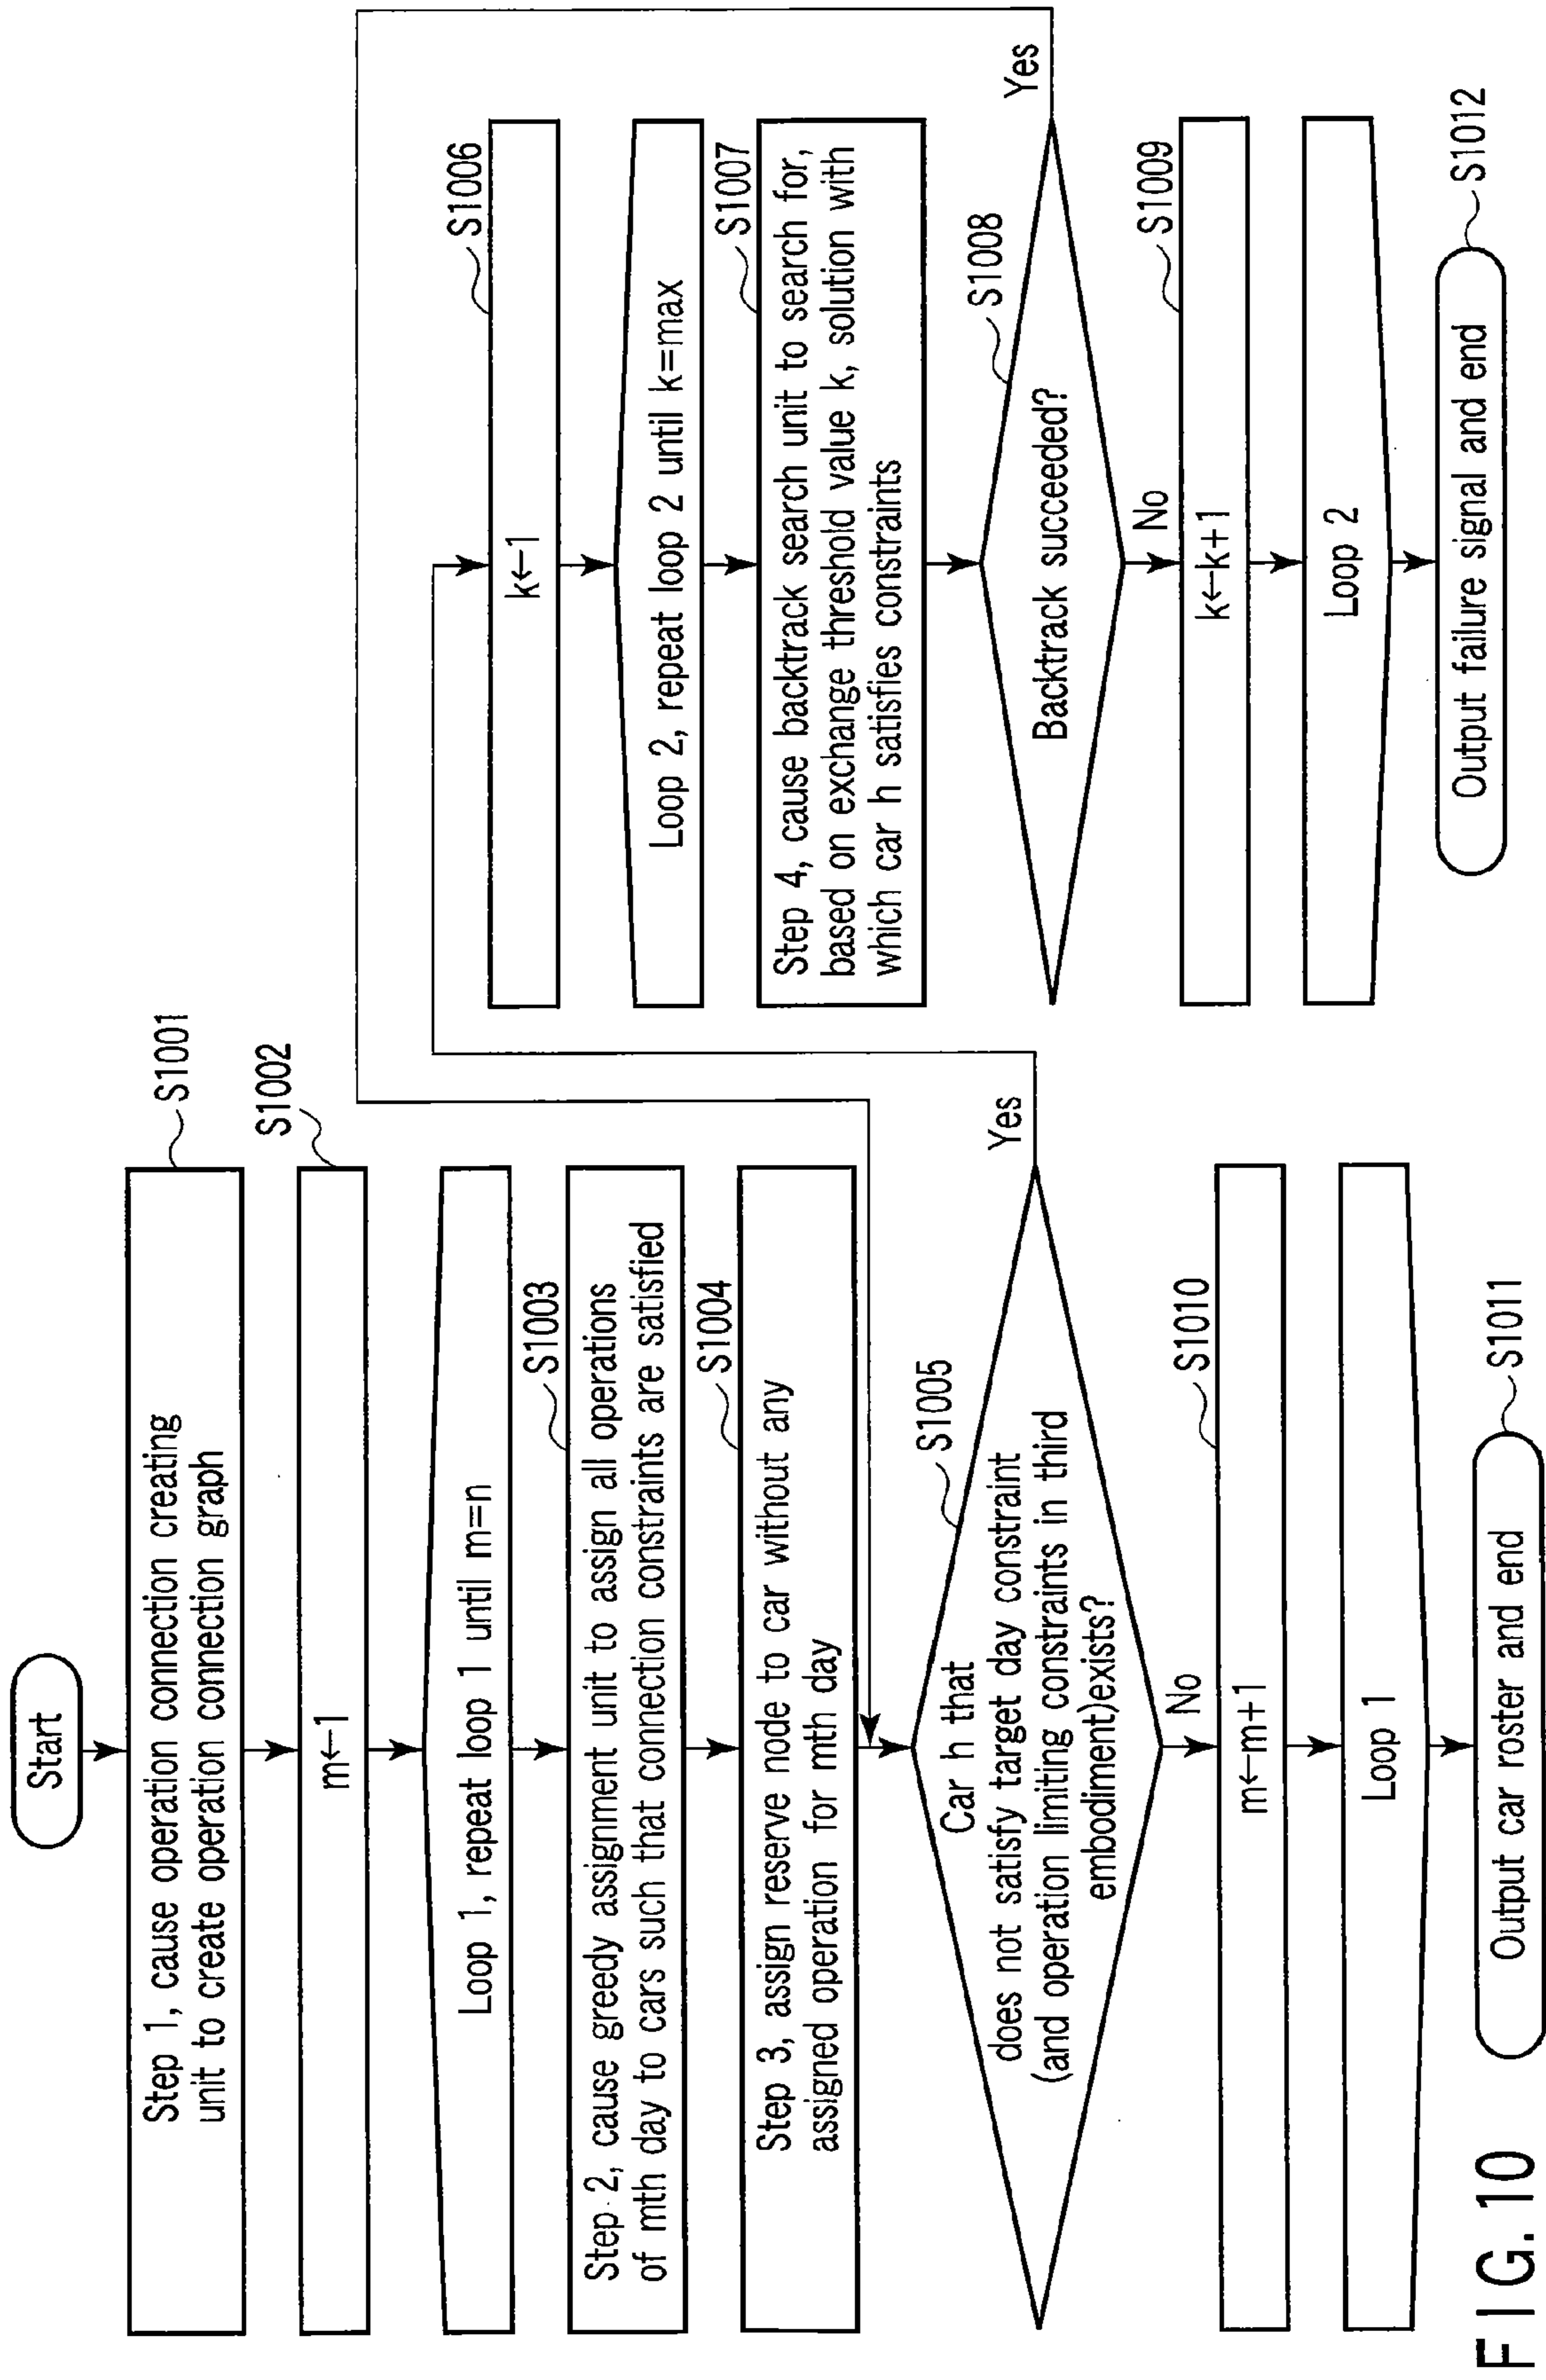 Start
S1001
Step 1, cause operation connection creating
unit to create operation connection graph
S1002
m←1
Loop 1, repeat loop 1 until m=n
S1003
Step 2, cause greedy assignment unit to assign all operations
of mth day to cars such that connection constraints are satisfied
S1004
Step 3, assign reserve node to car without any
assigned operation for mth day
S1005
Car h that
does not satisfy target day constraint
(and operation limiting constraints in third
embodiment)exists?
Yes
No
S1010
m←m+1
Loop 1
S1011
Output car roster and end
S1006
k←1
Loop 2, repeat loop 2 until k=max
S1007
Step 4, cause backtrack search unit to search for,
based on exchange threshold value k, solution with
which car h satisfies constraints
S1008
Backtrack succeeded?
Yes
No
S1009
k←k+1
Loop 2
S1012
Output failure signal and end
FIG. 10